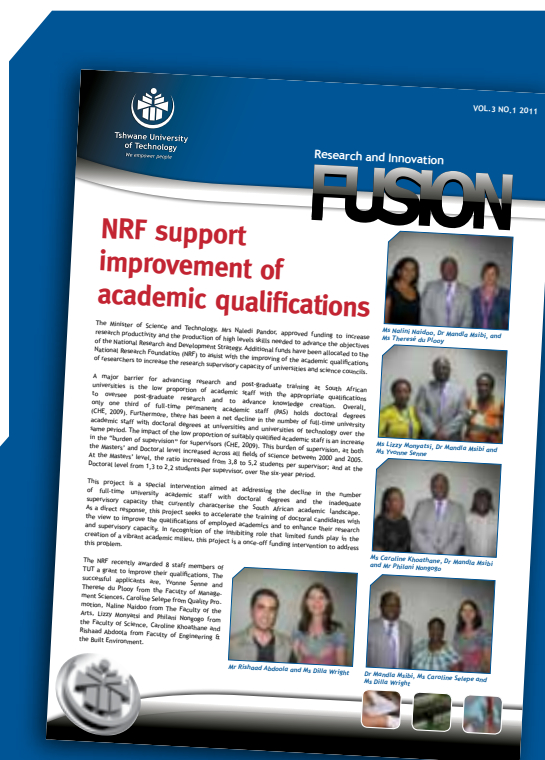 VOL.3 NO.1 2011
Tshwane University
of Technology
We empower people
Research and Innovation
FUSION
NRF support
improvement of
academic qualifications
The Minister of Science and Technology, Mrs Naledi Pandor, approved funding to increase
research productivity and the production of high levels skills needed to advance the objectives
of the National Research and Development Strategy. Additional funds have been allocated to the
National Research Foundation (NRF) to assist with the improving of the academic qualifications
of researchers to increase the research supervisory capacity of universities and science councils.
A major barrier for advancing research and post-graduate training at South African
universities is the low proportion of academic staff with the appropriate qualifications
to oversee post-graduate research and to advance knowledge creation. Overall,
only one third of full-time permanent academic staff (PAS) holds doctoral degrees
(CHE, 2009). Furthermore, there has been a net decline in the number of full-time university
academic staff with doctoral degrees at universities and universities of technology over the
same period. The impact of the low proportion of suitably qualified academic staff is an increase
in the "burden of supervision" for supervisors (CHE, 2009). This burden of supervision, at both
the Masters' and Doctoral level increased across all fields of science between 2000 and 2005.
At the Masters' level, the ratio increased from 3,8 to 5,2 students per supervisor; and at the
Doctoral level from 1,3 to 2,2 students per supervisor, over the six-year period.
This project is a special intervention aimed at addressing the decline in the number
of full-time university academic staff with doctoral degrees and the inadequate
supervisory capacity that currently characterise the South African academic landscape.
As a direct response, this project seeks to accelerate the training of doctoral candidates with
the view to improve the qualifications of employed academics and to enhance their research
and supervisory capacity. In recognition of the inhibiting role that limited funds play in the
creation of a vibrant academic milieu, this project is a once-off funding intervention to address
this problem.
The NRF recently awarded 8 staff members of
TUT a grant to improve their qualifications. The
successful applicants are, Yvonne Senne and
Therese du Plooy from the Faculty of Manage-
ment Sciences, Caroline Selepe from Quality Pro-
motion, Naline Naidoo from The Faculty of the
Arts, Lizzy Monyatsi and Philani Nongogo from
the Faculty of Science, Caroline Khoathane and
Rishaad Abdoola from Faculty of Engineering &
the Built Environment.
Ms Nalini Naidoo, Dr Mandla Msibi, and
Ms Theresé du Plooy
Ms Lizzy Monyatsi, Dr Mandla Msibi and
Ms Yvonne Senne
Ms Caroline Khoathane, Dr Mandla Msibi
and Mr Philani Nongogo
Mr Rishaad Abdoola and Ms Dilla Wright
Dr Mandla Msibi, Ms Caroline Selepe and
Ms Dilla Wright